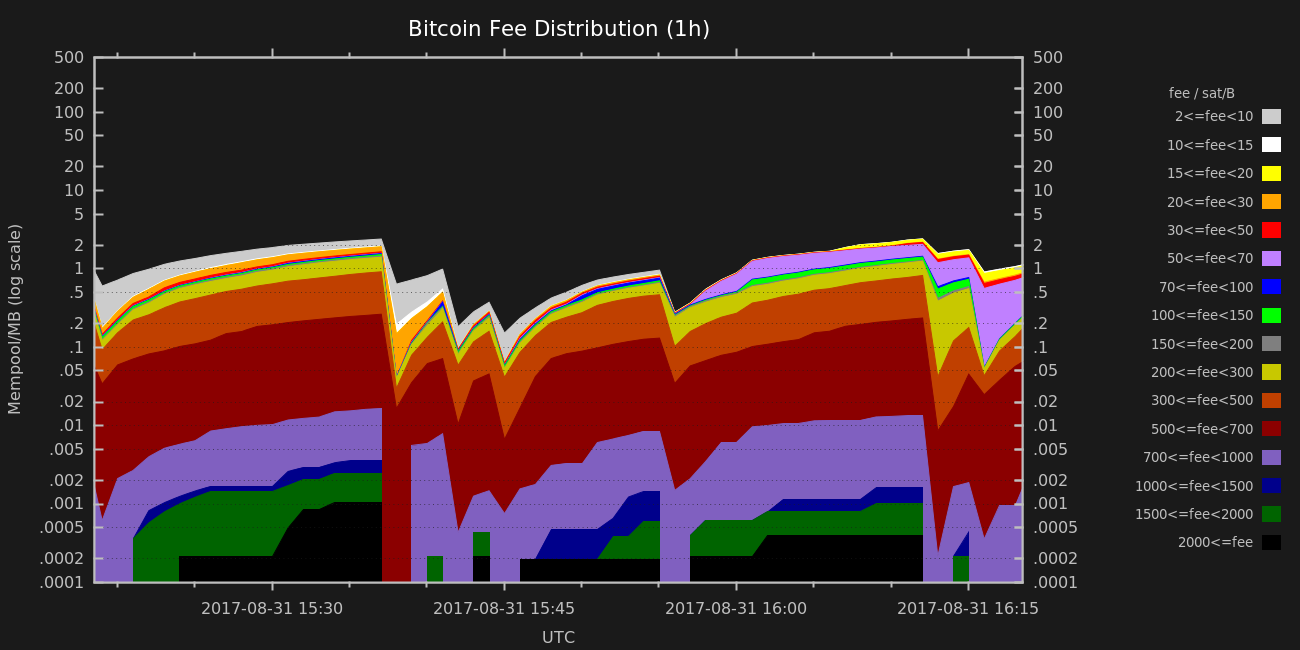 Bitcoin Fee Distribution (1h)
Mempool/MB (log scale)
500
200
100
50
20
10
5
2
1
.5
.2
.1
.05
.02
.01
.005
.002
.001
.0005
.0002
.0001
500
200
100
50
20
10
5
2
1
.5
.2
.1
.05
.02
.01
.005
.002
.001
.0005
.0002
.0001
2017-08-31 15:30
2017-08-31 15:45
2017-08-31 16:00
2017-08-31 16:15
UTC
fee / sat/B
2<=fee<10
10<=fee<15
15<=fee<20
20<=fee<30
30<=fee<50
50<=fee<70
70<=fee<100
100<=fee<150
150<=fee<200
200<=fee<300
300<=fee<500
500<=fee<700
700<=fee<1000
1000<=fee<1500
1500<=fee<2000
2000<=fee